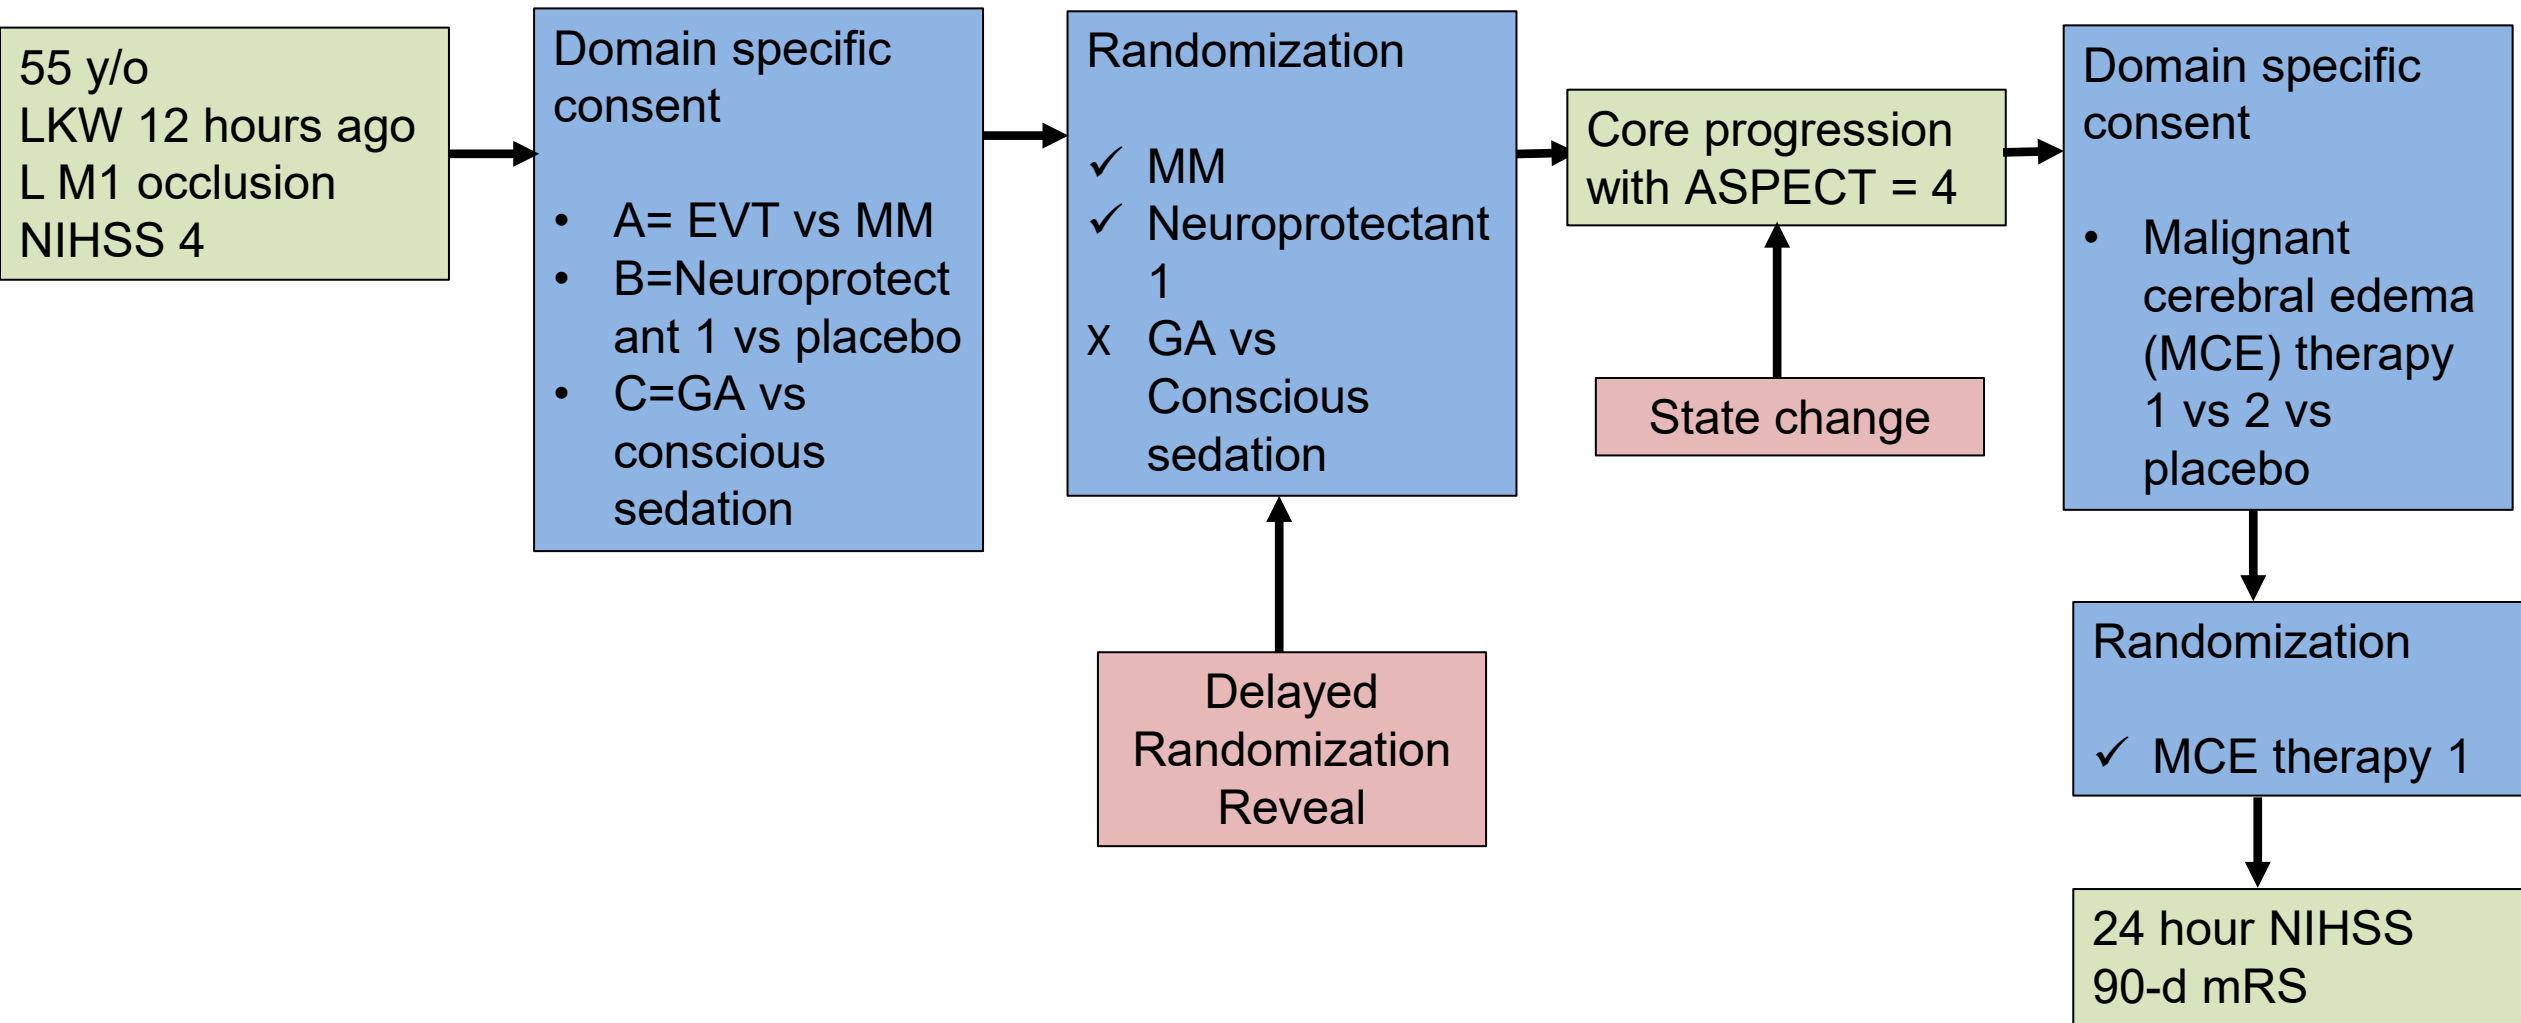 55 y/o
LKW 12 hours ago
L M1 occlusion
NIHSS 4
Domain specific
consent
• A= EVT vs MM
• B=Neuroprotect
ant 1 vs placebo
• C=GA vs
conscious
sedation
Randomization
✓ MM
✓ Neuroprotectant
1
X GA vs
Conscious
sedation
Delayed
Randomization
Reveal
Core progression
with ASPECT = 4
State change
Domain specific
consent
• Malignant
cerebral edema
(MCE) therapy
1 vs 2 vs
placebo
Randomization
✓ MCE therapy 1
24 hour NIHSS
90-d mRS